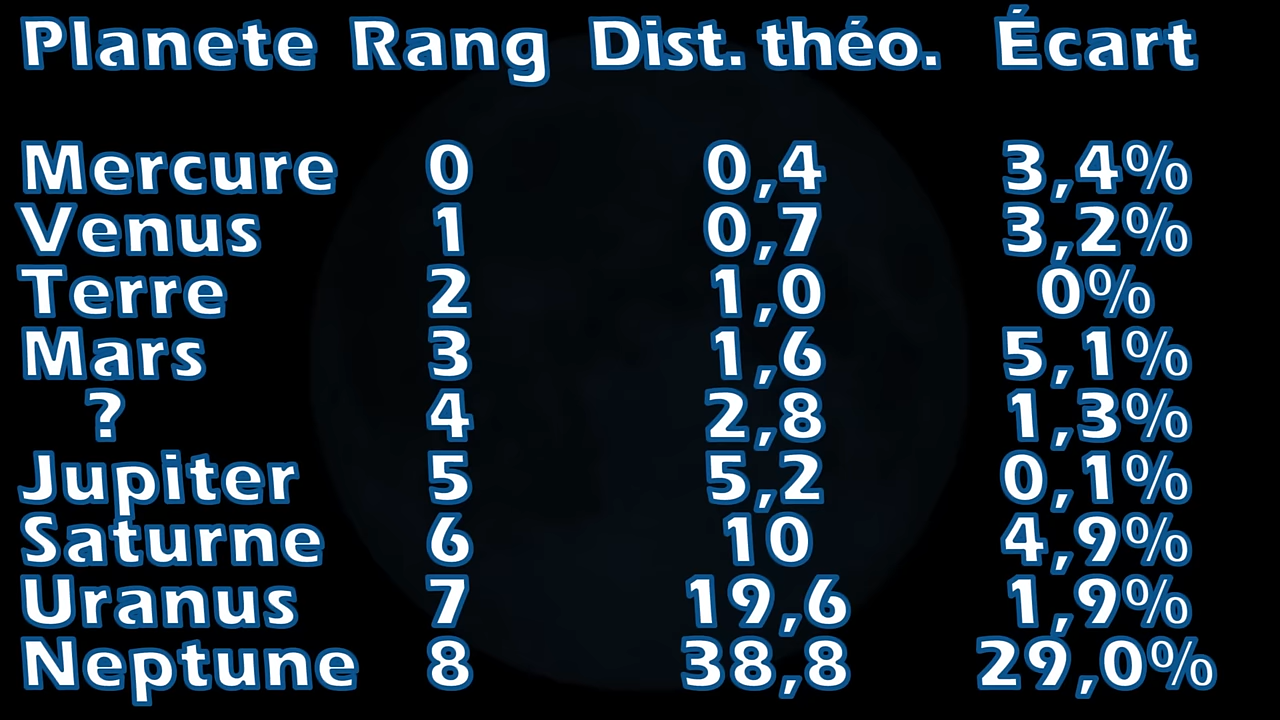 Planete Rang Dist. théo. Écart
Mercure 0 0,4 3,4%
Venus 1 0,7 3,2%
Terre 2 1,0 0%
Mars 3 1,6 5,1%
? 4 2,8 1,3%
Jupiter 5 5,2 0,1%
Saturne 6 10 4,9%
Uranus 7 19,6 1,9%
Neptune 8 38,8 29,0%